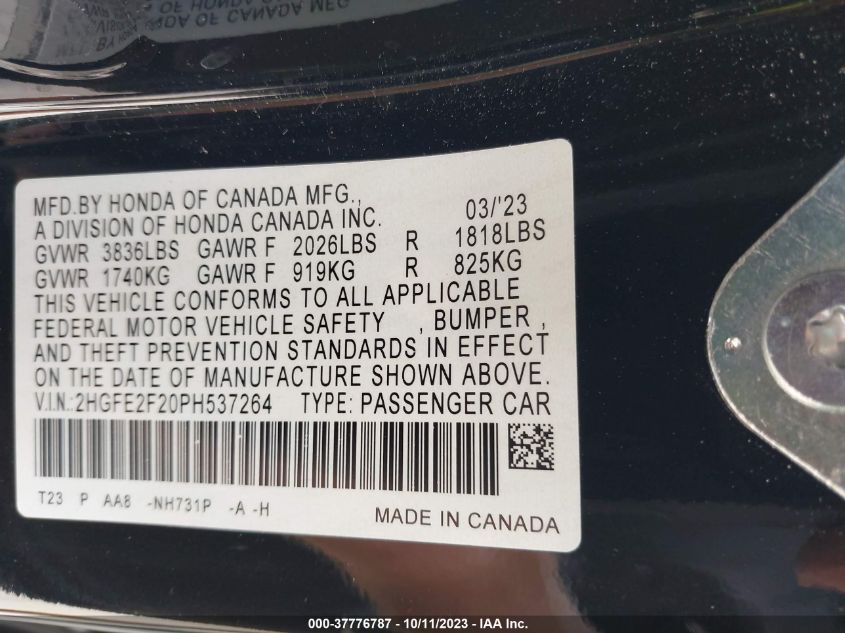 MFD.BY HONDA OF CANADA MFG.,
A DIVISION OF HONDA CANADA INC. 03/'23
GVWR 3836LBS GAWR F 2026LBS R 1818LBS
GVWR 1740KG GAWR F 919KG R 825KG
THIS VEHICLE CONFORMS TO ALL APPLICABLE
FEDERAL MOTOR VEHICLE SAFETY , BUMPER ,
AND THEFT PREVENTION STANDARDS IN EFFECT
ON THE DATE OF MANUFACTURE SHOWN ABOVE.
V.I.N.:2HGFE2F20PH537264 TYPE: PASSENGER CAR
T23 P AA8 -NH731P -A -H
MADE IN CANADA
000-37776787 - 10/11/2023 - IAA Inc.